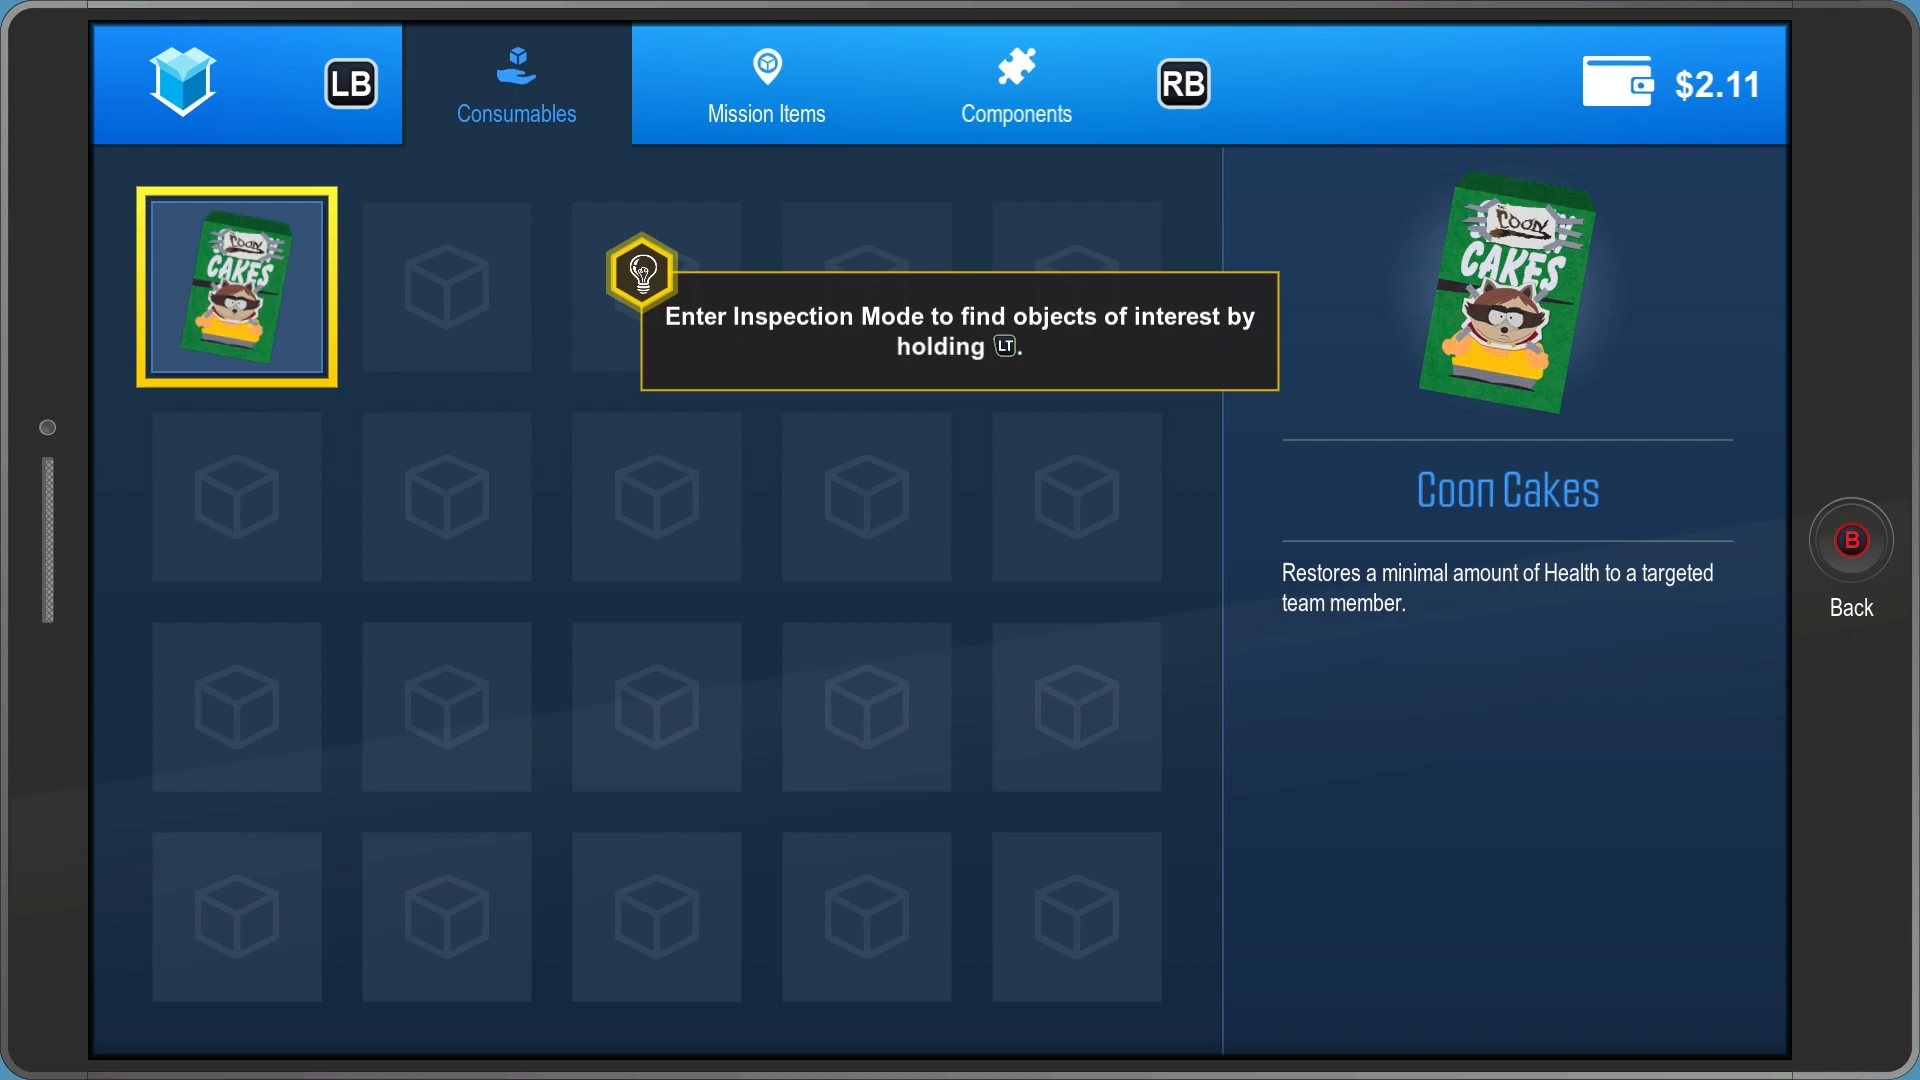 LB
Consumables
Mission Items
Components
RB
$2.11
COON
CAKES
Enter Inspection Mode to find objects of interest by
holding LT.
COON
CAKES
Coon Cakes
Restores a minimal amount of Health to a targeted
team member.
B
Back